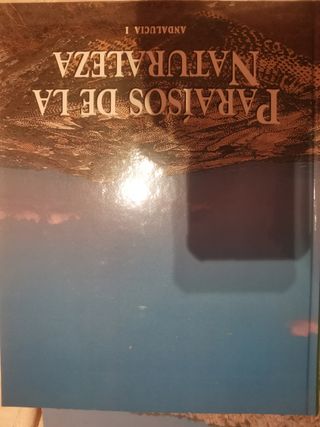 PARAÍSOS DE LA
NATURALEZA
ANDALUCIA I